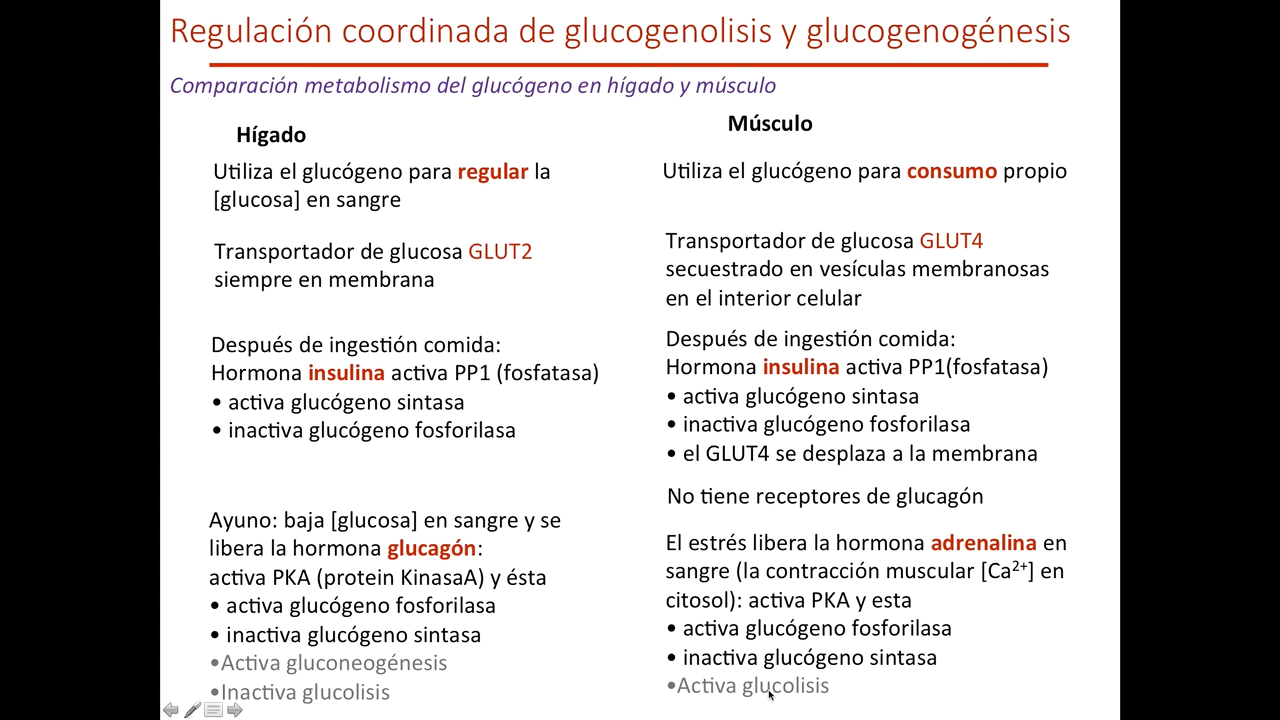 Regulación coordinada de glucogenolisis y glucogenogénesis
Comparación metabolismo del glucógeno en hígado y músculo
Hígado
Utiliza el glucógeno para regular la
[glucosa] en sangre
Transportador de glucosa GLUT2
siempre en membrana
Después de ingestión comida:
Hormona insulina activa PP1 (fosfatasa)
• activa glucógeno sintasa
• inactiva glucógeno fosforilasa
Ayuno: baja [glucosa] en sangre y se
libera la hormona glucagón:
activa PKA (protein KinasaA) y ésta
• activa glucógeno fosforilasa
• inactiva glucógeno sintasa
•Activa gluconeogénesis
•Inactiva glucolisis
Músculo
Utiliza el glucógeno para consumo propio
Transportador de glucosa GLUT4
secuestrado en vesículas membranosas
en el interior celular
Después de ingestión comida:
Hormona insulina activa PP1(fosfatasa)
• activa glucógeno sintasa
• inactiva glucógeno fosforilasa
• el GLUT4 se desplaza a la membrana
No tiene receptores de glucagón
El estrés libera la hormona adrenalina en
sangre (la contracción muscular [Ca²⁺] en
citosol): activa PKA y esta
• activa glucógeno fosforilasa
• inactiva glucógeno sintasa
•Activa glucolisis